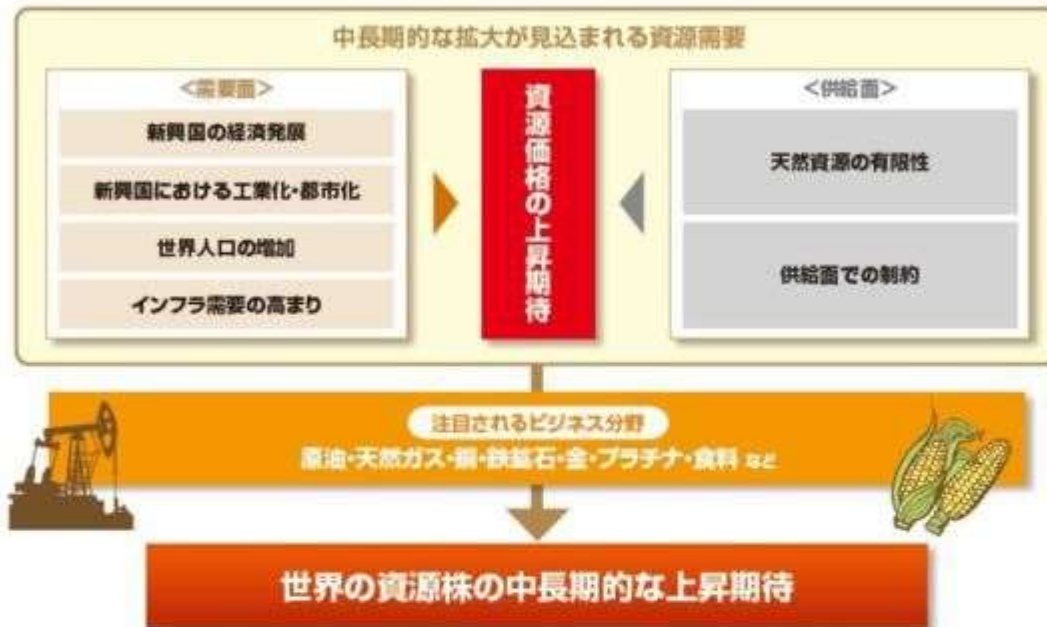 中長期的な拡大が見込まれる資源需要
<需要面>
新興国の経済発展
新興国における工業化・都市化
世界人口の増加
インフラ需要の高まり
資源価格の上昇期待
<供給面>
天然資源の有限性
供給面での制約
注目されるビジネス分野
原油・天然ガス・銅・鉄鉱石・金・プラチナ・食料 など
世界の資源株の中長期的な上昇期待